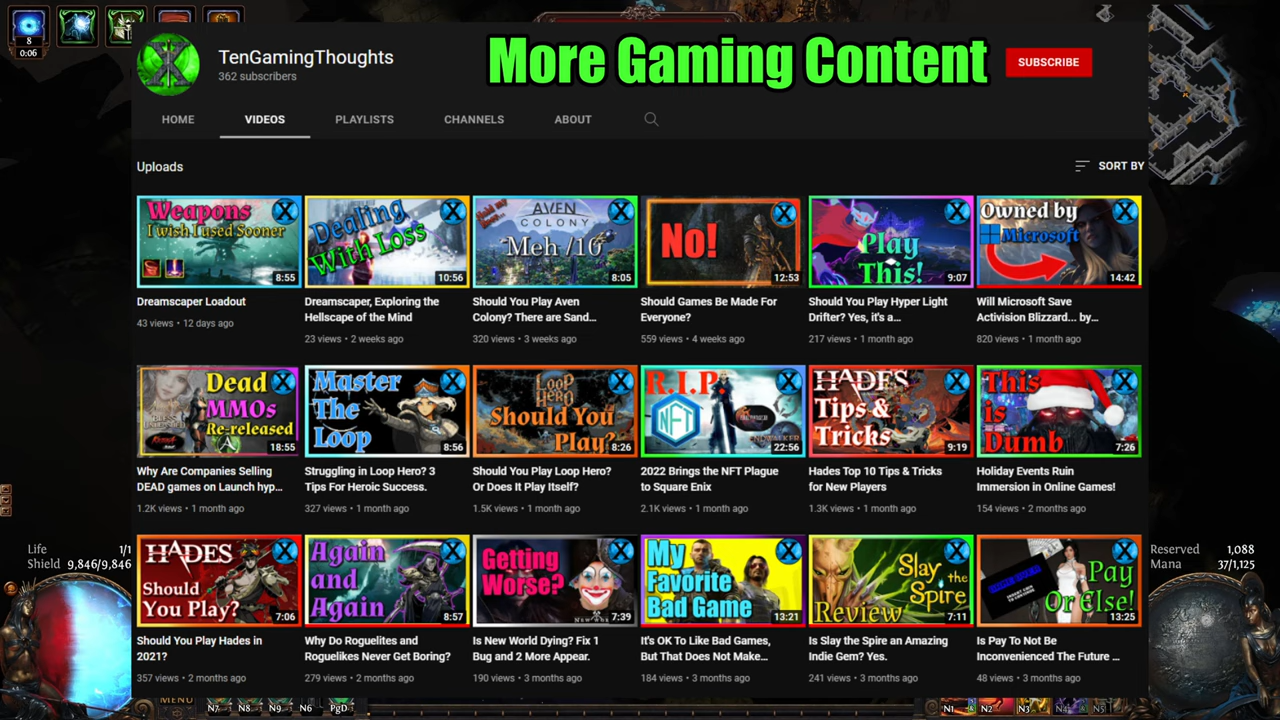 8
0:06
TenGamingThoughts
362 subscribers
More Gaming Content
SUBSCRIBE
HOME
VIDEOS
PLAYLISTS
CHANNELS
ABOUT
Uploads
SORT BY
Weapons
I wish I used Sooner
8:55
Dealing
With Loss
10:56
AVEN
COLONY
Meh /10
8:05
No!
12:53
Play
This!
9:07
Owned by
Microsoft
14:42
Dreamscaper Loadout
43 views • 12 days ago
Dreamscaper, Exploring the
Hellscape of the Mind
23 views • 2 weeks ago
Should You Play Aven
Colony? There are Sand...
320 views • 3 weeks ago
Should Games Be Made For
Everyone?
559 views • 4 weeks ago
Should You Play Hyper Light
Drifter? Yes, it's a...
217 views • 1 month ago
Will Microsoft Save
Activision Blizzard... by...
820 views • 1 month ago
Dead
MMOs
Re-released
18:55
Master
The
Loop
8:56
LOOP
HERO
Should You
Play?
8:26
R.I.P
NFT
22:56
HADES
Tips &
Tricks
9:19
This
is
Dumb
7:26
Why Are Companies Selling
DEAD games on Launch hyp...
1.2K views • 1 month ago
Struggling in Loop Hero? 3
Tips For Heroic Success.
327 views • 1 month ago
Should You Play Loop Hero?
Or Does It Play Itself?
1.5K views • 1 month ago
2022 Brings the NFT Plague
to Square Enix
2.1K views • 1 month ago
Hades Top 10 Tips & Tricks
for New Players
1.3K views • 1 month ago
Holiday Events Ruin
Immersion in Online Games!
154 views • 2 months ago
HADES
Should
You Play?
7:06
Again
and
Again
8:57
Getting
Worse?
7:39
My
Favorite
Bad Game
13:21
Slay the
Spire
Review
7:11
Pay
Or Else!
13:25
Should You Play Hades in
2021?
357 views • 2 months ago
Why Do Roguelites and
Roguelikes Never Get Boring?
279 views • 2 months ago
Is New World Dying? Fix 1
Bug and 2 More Appear.
190 views • 3 months ago
It's OK To Like Bad Games,
But That Does Not Make...
184 views • 3 months ago
Is Slay the Spire an Amazing
Indie Gem? Yes.
241 views • 3 months ago
Is Pay To Not Be
Inconvenienced The Future ...
48 views • 3 months ago
Life 1/1
Shield 9,846/9,846
Reserved 1,088
Mana 37/1,125
MENU
N7
N8
N9
N6
PgD
N1
N2
N3
N4
N5